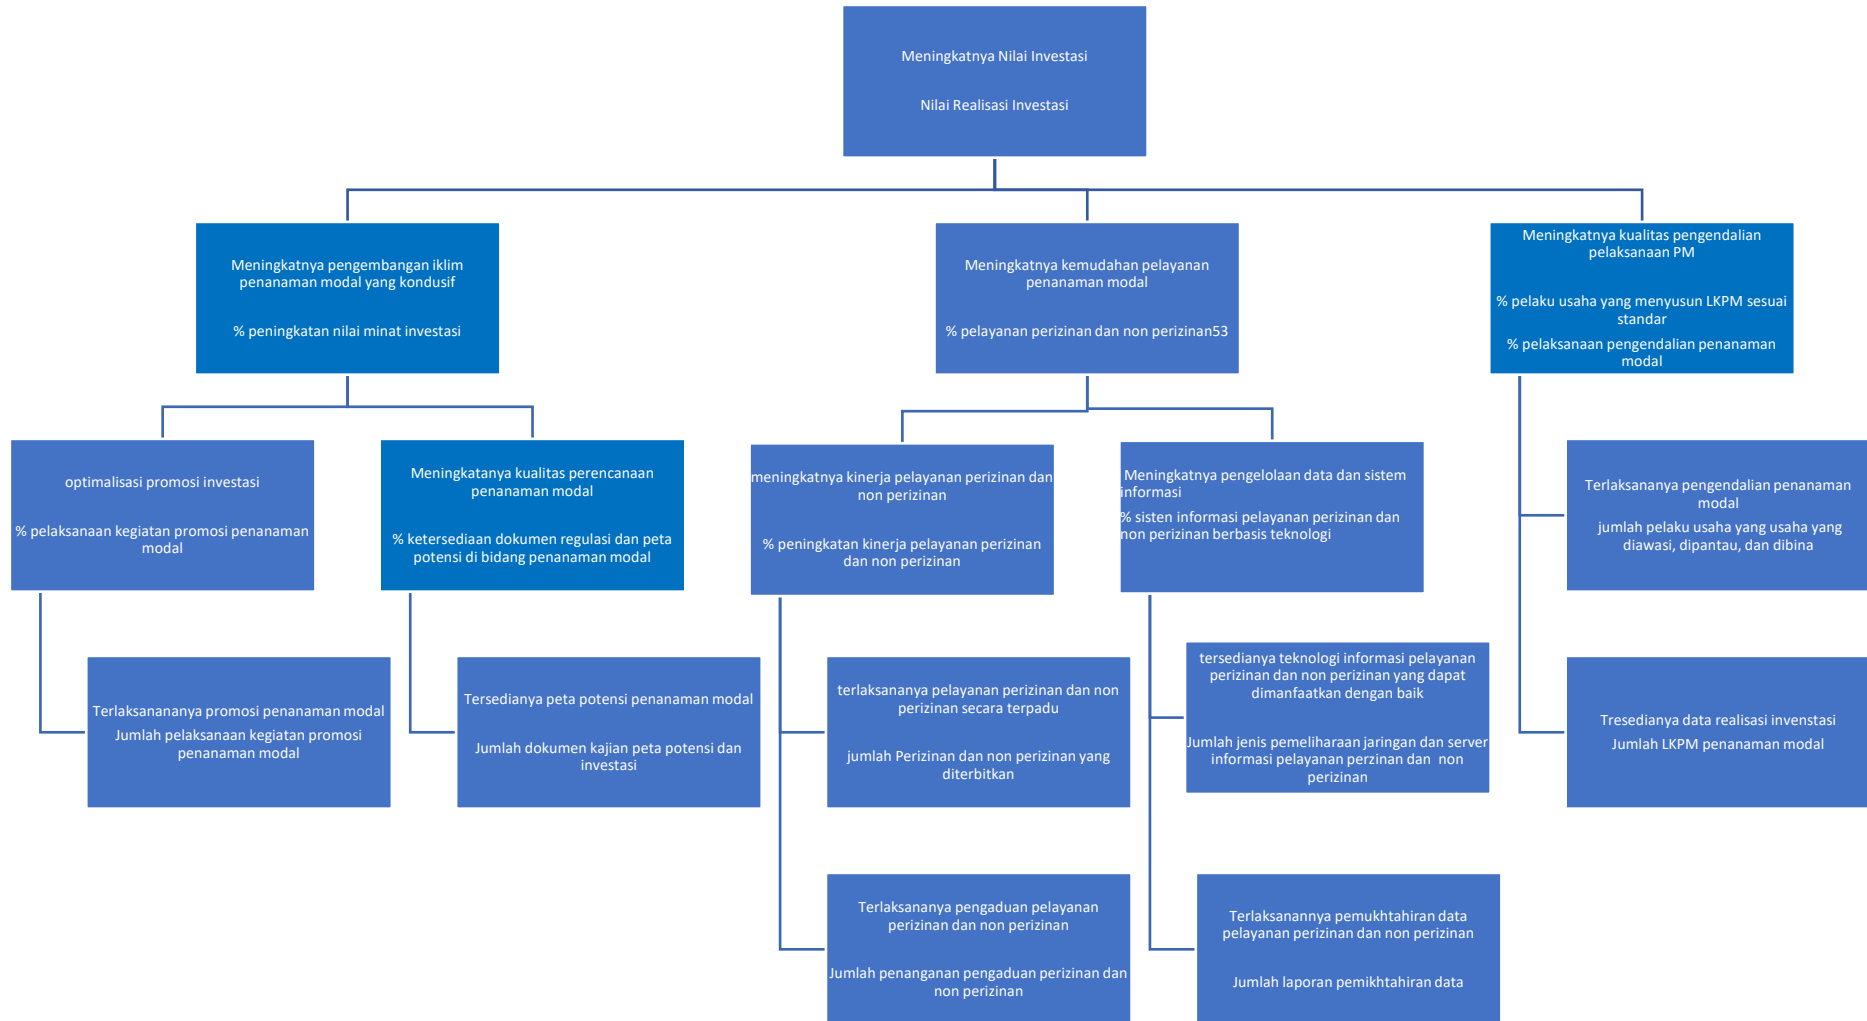 Meningkatnya Nilai Investasi
Nilai Realisasi Investasi
Meningkatnya pengembangan iklim
penanaman modal yang kondusif
% peningkatan nilai minat investasi
Meningkatnya kemudahan pelayanan
penanaman modal
% pelayanan perizinan dan non perizinan53
Meningkatnya kualitas pengendalian
pelaksanaan PM
% pelaku usaha yang menyusun LKPM sesuai
standar
% pelaksanaan pengendalian penanaman
modal
optimalisasi promosi investasi
% pelaksanaan kegiatan promosi penanaman
modal
Meningkatanya kualitas perencanaan
penanaman modal
% ketersediaan dokumen regulasi dan peta
potensi di bidang penanaman modal
meningkatnya kinerja pelayanan perizinan dan
non perizinan
% peningkatan kinerja pelayanan perizinan
dan non perizinan
Meningkatnya pengelolaan data dan sistem
informasi
% sisten informasi pelayanan perizinan dan
non perizinan berbasis teknologi
Terlaksananya pengendalian penanaman
modal
jumlah pelaku usaha yang usaha yang
diawasi, dipantau, dan dibina
Terlaksanananya promosi penanaman modal
Jumlah pelaksanaan kegiatan promosi
penanaman modal
Tersedianya peta potensi penanaman modal
Jumlah dokumen kajian peta potensi dan
investasi
terlaksananya pelayanan perizinan dan non
perizinan secara terpadu
jumlah Perizinan dan non perizinan yang
diterbitkan
tersedianya teknologi informasi pelayanan
perizinan dan non perizinan yang dapat
dimanfaatkan dengan baik
Jumlah jenis pemeliharaan jaringan dan server
informasi pelayanan perzinan dan  non
perizinan
Tresedianya data realisasi invenstasi
Jumlah LKPM penanaman modal
Terlaksananya pengaduan pelayanan
perizinan dan non perizinan
Jumlah penanganan pengaduan perizinan dan
non perizinan
Terlaksanannya pemukhtahiran data
pelayanan perizinan dan non perizinan
Jumlah laporan pemikhtahiran data